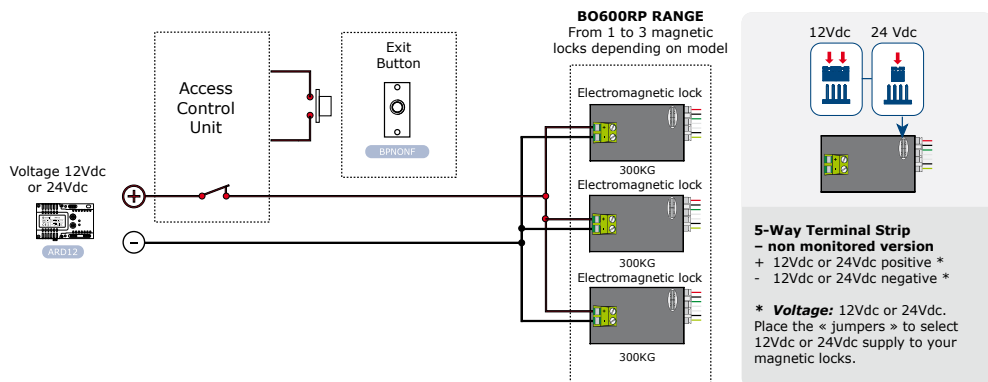 BO600RP RANGE
From 1 to 3 magnetic
locks depending on model
Exit
Button
BPNONF
Access
Control
Unit
Voltage 12Vdc
or 24Vdc
ARD12
+
-
Electromagnetic lock
300KG
Electromagnetic lock
300KG
Electromagnetic lock
300KG
12Vdc
24 Vdc
5-Way Terminal Strip
– non monitored version
+ 12Vdc or 24Vdc positive *
- 12Vdc or 24Vdc negative *
* Voltage: 12Vdc or 24Vdc.
Place the « jumpers » to select
12Vdc or 24Vdc supply to your
magnetic locks.